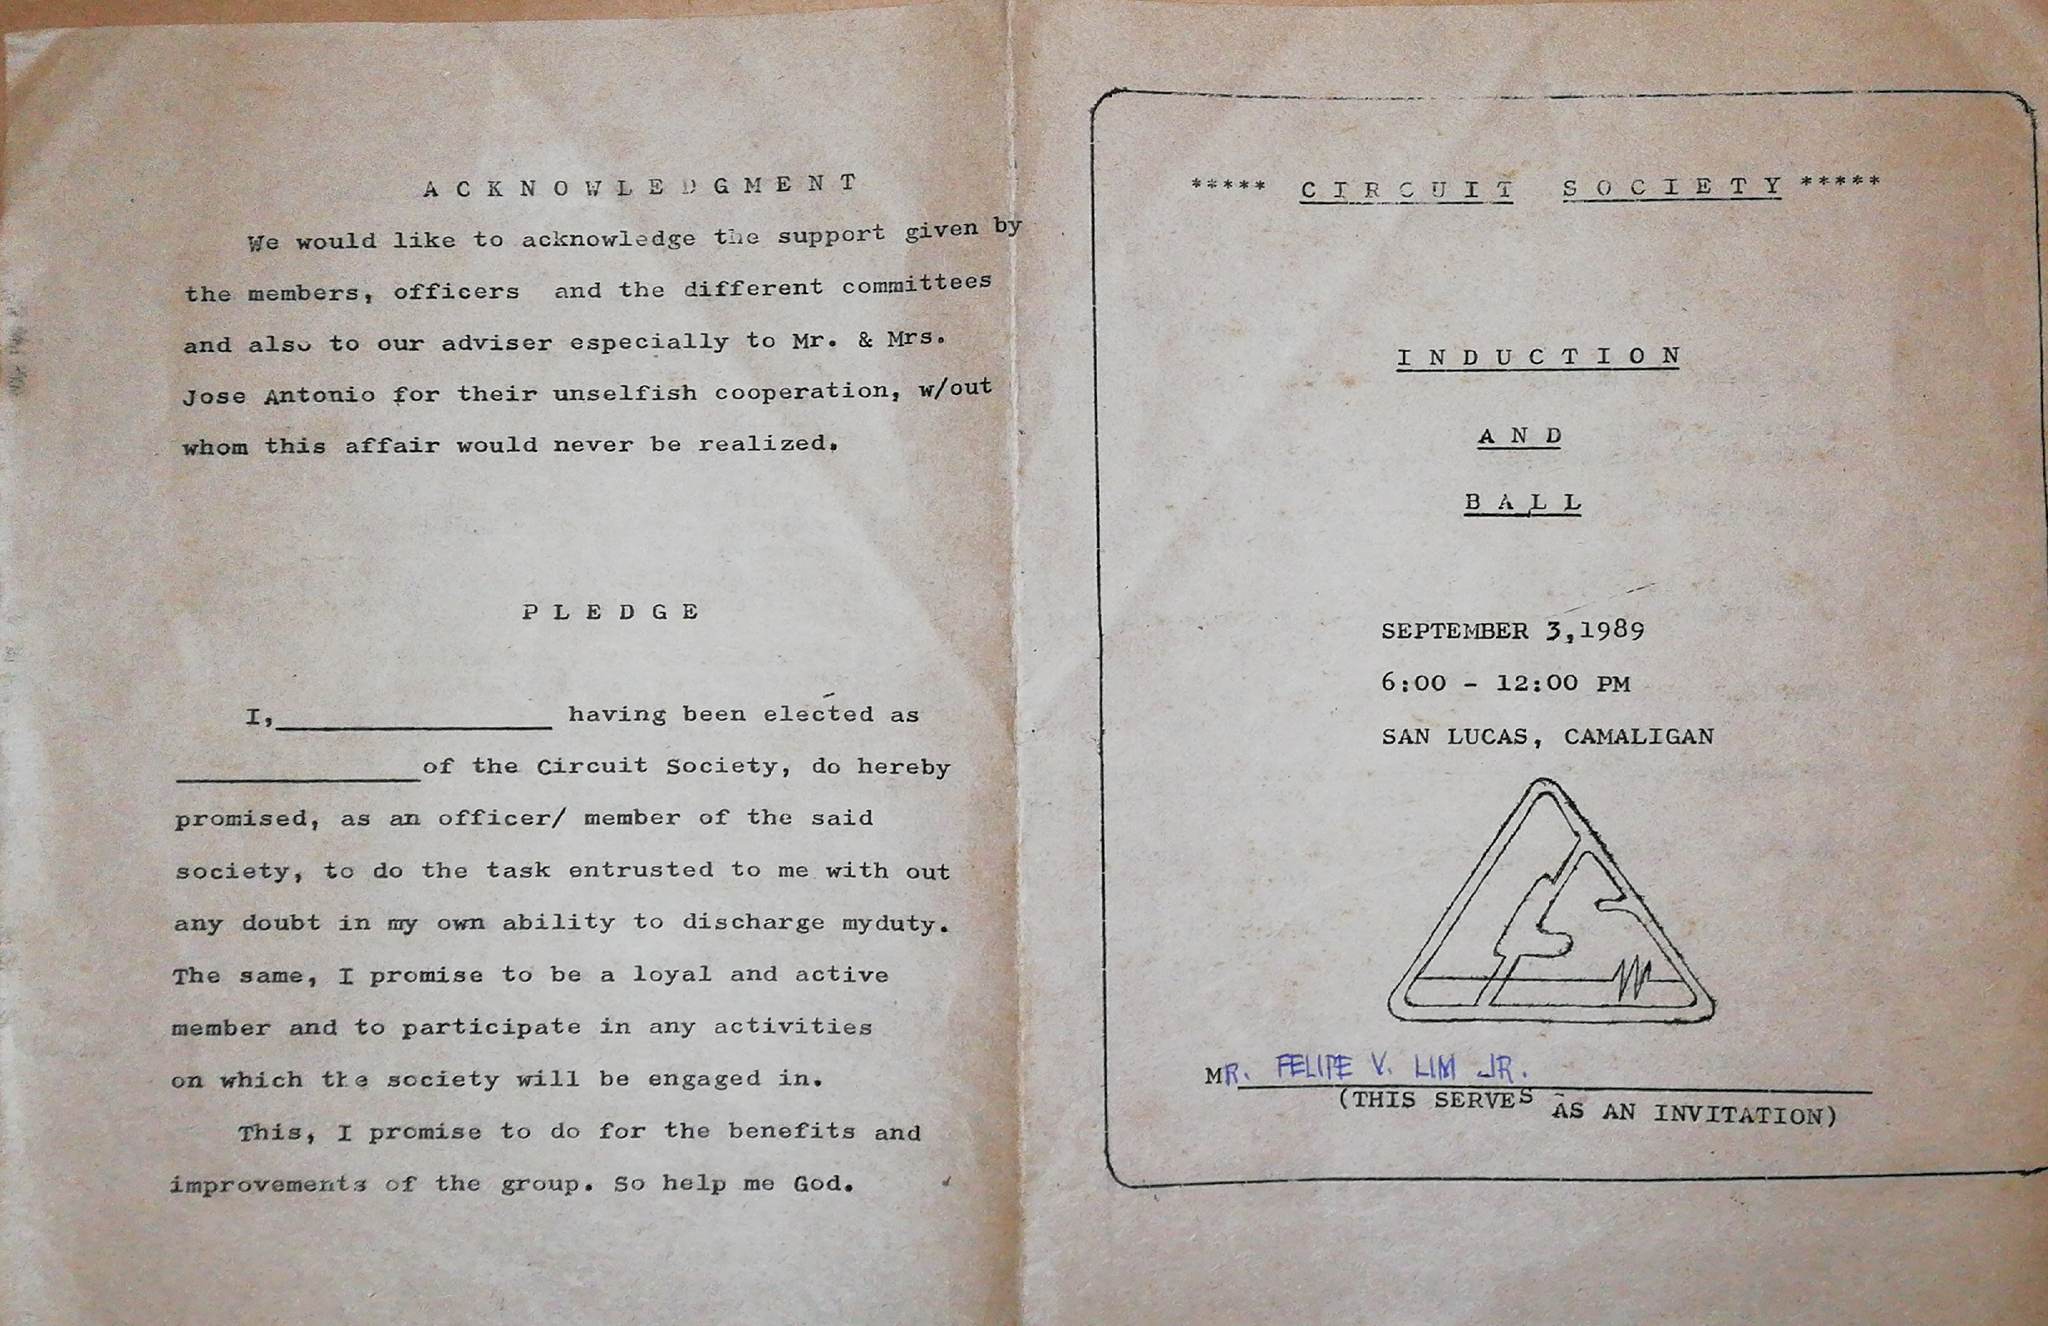 A C K N O W L E D G M E N T
We would like to acknowledge the support given by
the members, officers and the different committees
and also to our adviser especially to Mr. & Mrs.
Jose Antonio for their unselfish cooperation, w/out
whom this affair would never be realized.
P L E D G E
I,____________ having been elected as
____________of the Circuit Society, do hereby
promised, as an officer/ member of the said
society, to do the task entrusted to me with out
any doubt in my own ability to discharge myduty.
The same, I promise to be a loyal and active
member and to participate in any activities
on which the society will be engaged in.
This, I promise to do for the benefits and
improvements of the group. So help me God.
***** C I R C U I T S O C I E T Y *****
I N D U C T I O N
A N D
B A L L
SEPTEMBER 3,1989
6:00 - 12:00 PM
SAN LUCAS, CAMALIGAN
MR. FELIPE V. LIM JR.
(THIS SERVES AS AN INVITATION)